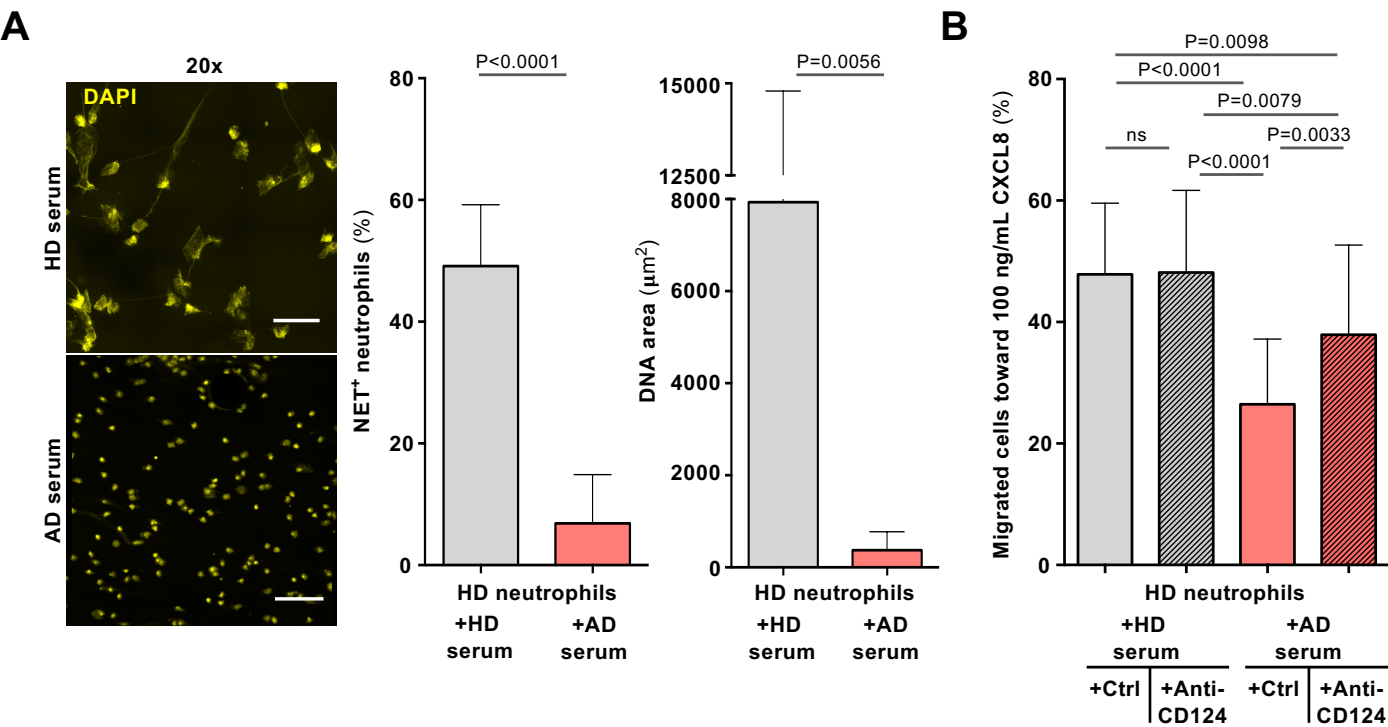 A
20x
DAPI
HD serum
AD serum
NET⁺ neutrophils (%)
80
60
40
20
0
P<0.0001
HD neutrophils
+HD serum
+AD serum
DNA area (μm²)
15000
12500
8000
6000
4000
2000
0
P=0.0056
HD neutrophils
+HD serum
+AD serum
B
Migrated cells toward 100 ng/mL CXCL8 (%)
80
60
40
20
0
P=0.0098
P<0.0001
P=0.0079
ns
P=0.0033
P<0.0001
HD neutrophils
+HD serum
+AD serum
+Ctrl
+Anti-CD124
+Ctrl
+Anti-CD124